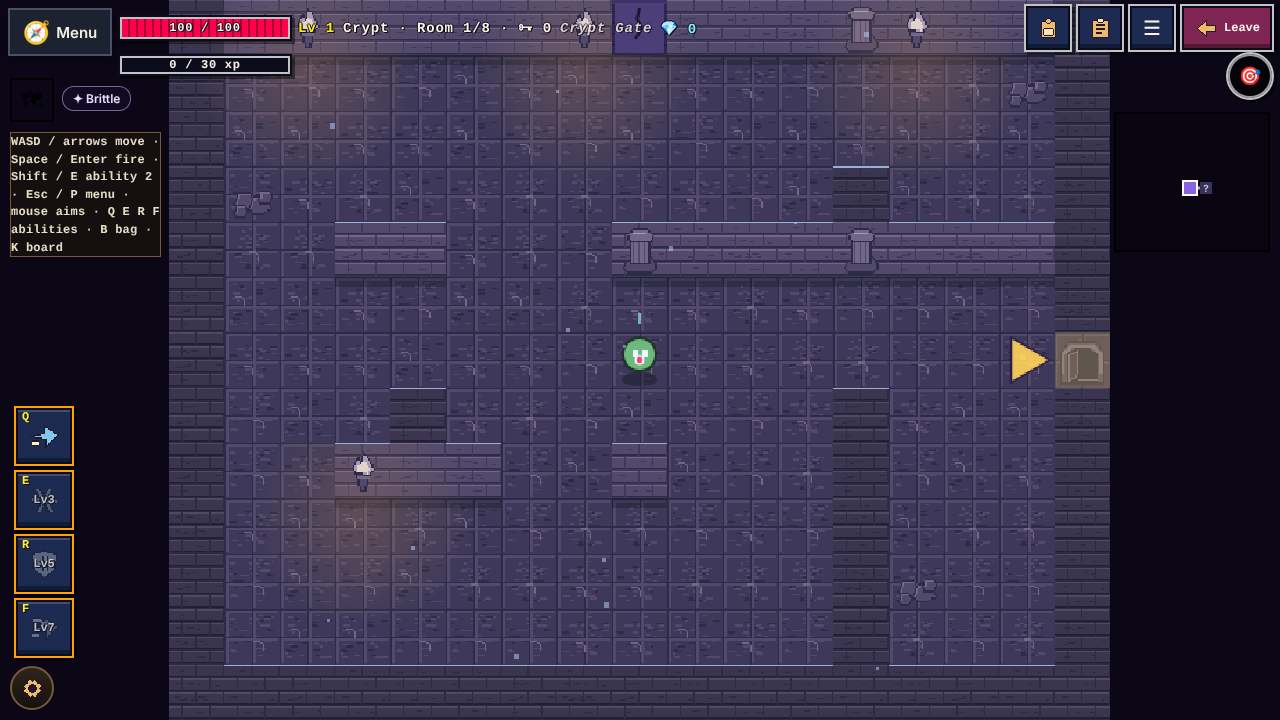 Menu
100 / 100
LV 1 Crypt · Room 1/8 · 0 Crypt Gate 0
Leave
0 / 30 xp
✦ Brittle
WASD / arrows move ·
Space / Enter fire ·
Shift / E ability 2
· Esc / P menu ·
mouse aims · Q E R F
abilities · B bag ·
K board
?
Q
E
Lv3
R
Lv5
F
Lv7